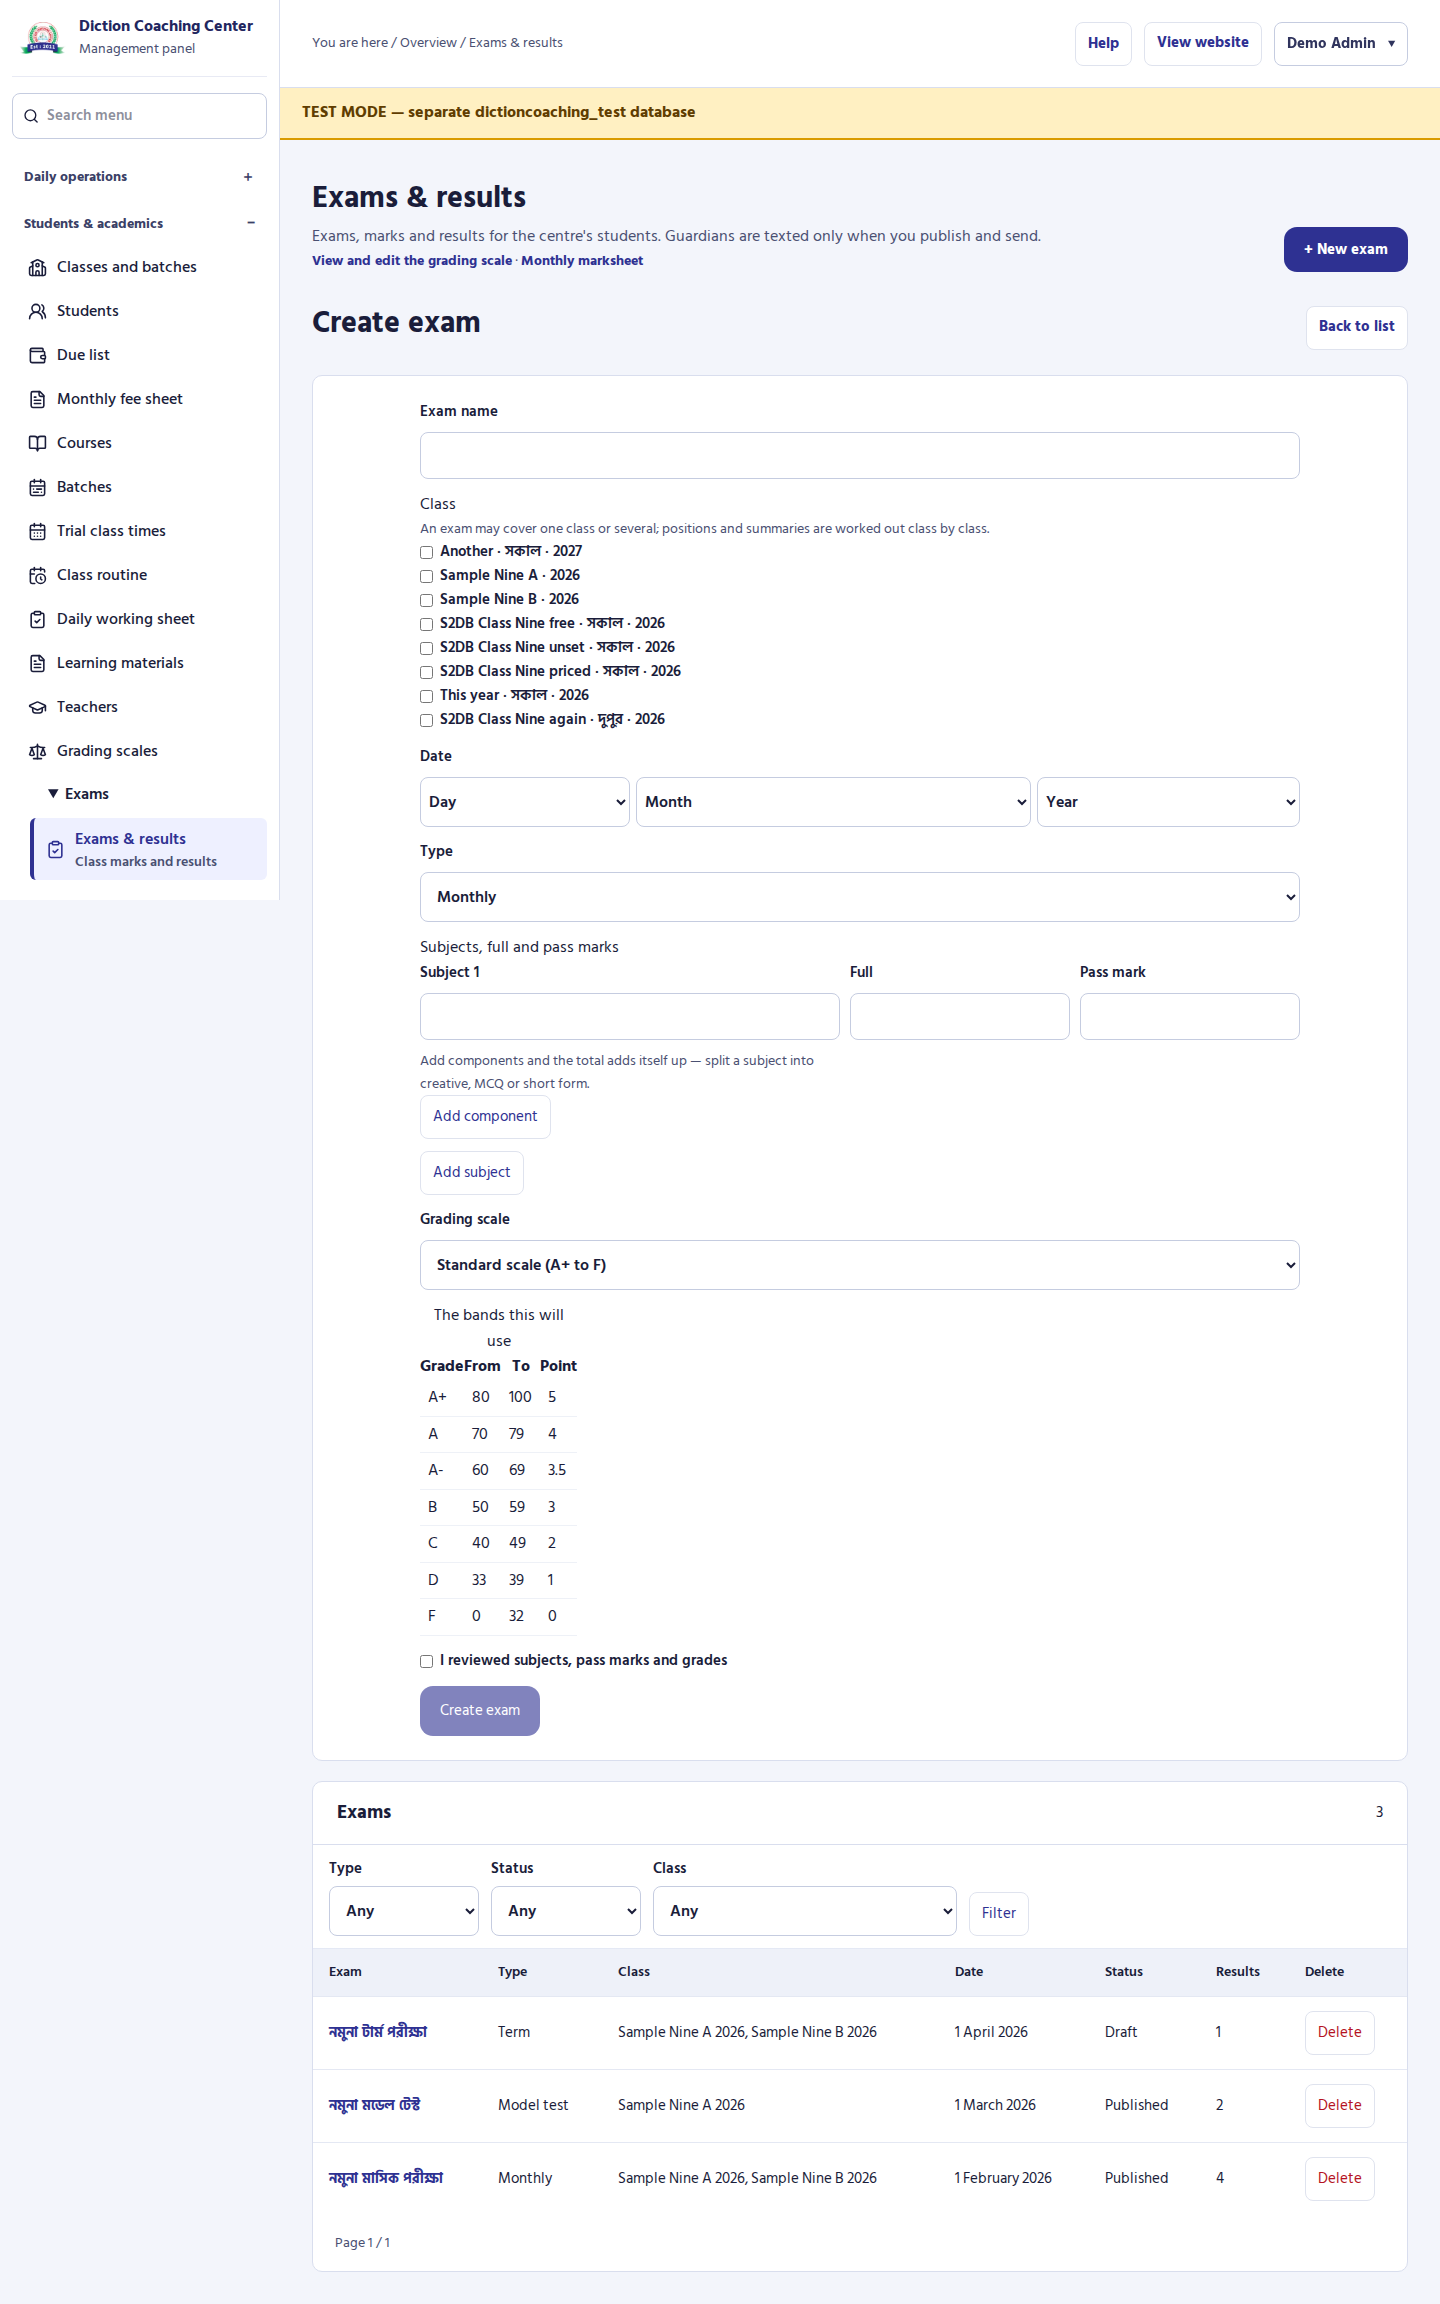 Diction Coaching Center
Management panel
Est : 2011
Search menu
Daily operations +
Students & academics −
Classes and batches
Students
Due list
Monthly fee sheet
Courses
Batches
Trial class times
Class routine
Daily working sheet
Learning materials
Teachers
Grading scales
▼ Exams
Exams & results
Class marks and results
You are here / Overview / Exams & results
Help
View website
Demo Admin ▾
TEST MODE — separate dictioncoaching_test database
Exams & results
Exams, marks and results for the centre's students. Guardians are texted only when you publish and send.
View and edit the grading scale · Monthly marksheet
+ New exam
Create exam
Back to list
Exam name
Class
An exam may cover one class or several; positions and summaries are worked out class by class.
Another · সকাল · 2027
Sample Nine A · 2026
Sample Nine B · 2026
S2DB Class Nine free · সকাল · 2026
S2DB Class Nine unset · সকাল · 2026
S2DB Class Nine priced · সকাল · 2026
This year · সকাল · 2026
S2DB Class Nine again · দুপুর · 2026
Date
Day Month Year
Type
Monthly
Subjects, full and pass marks
Subject 1 Full Pass mark
Add components and the total adds itself up — split a subject into
creative, MCQ or short form.
Add component
Add subject
Grading scale
Standard scale (A+ to F)
The bands this will
use
Grade From To Point
A+ 80 100 5
A 70 79 4
A- 60 69 3.5
B 50 59 3
C 40 49 2
D 33 39 1
F 0 32 0
I reviewed subjects, pass marks and grades
Create exam
Exams 3
Type Status Class
Any Any Any Filter
Exam Type Class Date Status Results Delete
নমুনা টার্ম পরীক্ষা Term Sample Nine A 2026, Sample Nine B 2026 1 April 2026 Draft 1 Delete
নমুনা মডেল টেস্ট Model test Sample Nine A 2026 1 March 2026 Published 2 Delete
নমুনা মাসিক পরীক্ষা Monthly Sample Nine A 2026, Sample Nine B 2026 1 February 2026 Published 4 Delete
Page 1 / 1